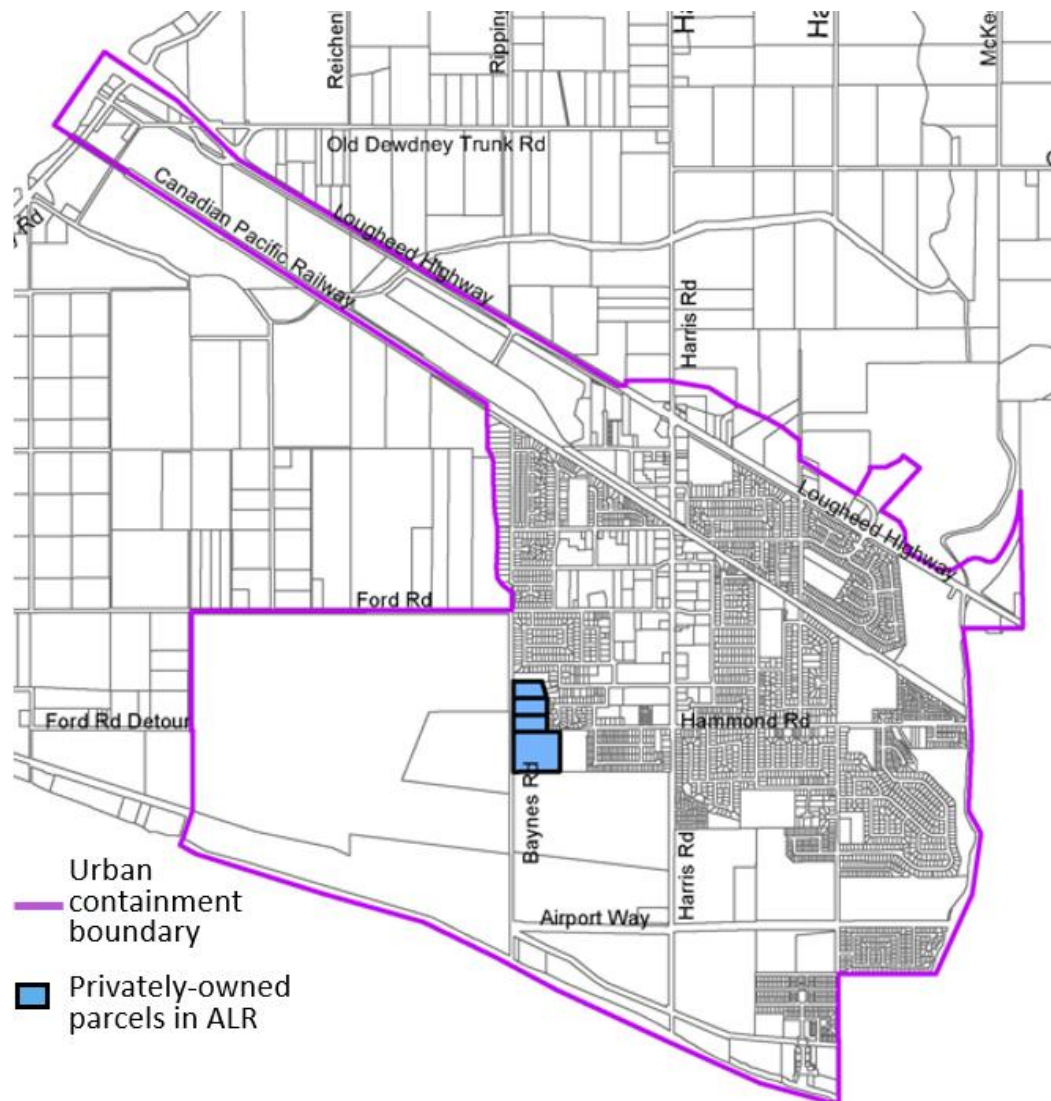 Reichen
Ripping
Ha
Ha
McKe
Old Dewdney Trunk Rd
Canadian Pacific Railway
Lougheed Highway
Rd
Harris Rd
Lougheed Highway
Ford Rd
Ford Rd Detour
Hammond Rd
Baynes Rd
Harris Rd
Airport Way
Urban
containment
boundary
Privately-owned
parcels in ALR